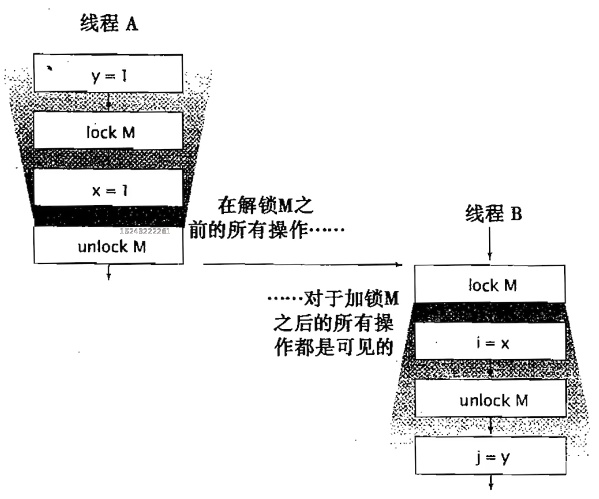 线程 A
y = 1
lock M
x = 1
unlock M
在解锁M之
前的所有操作……
线程 B
lock M
……对于加锁M
之后的所有操
作都是可见的
i = x
unlock M
j = y